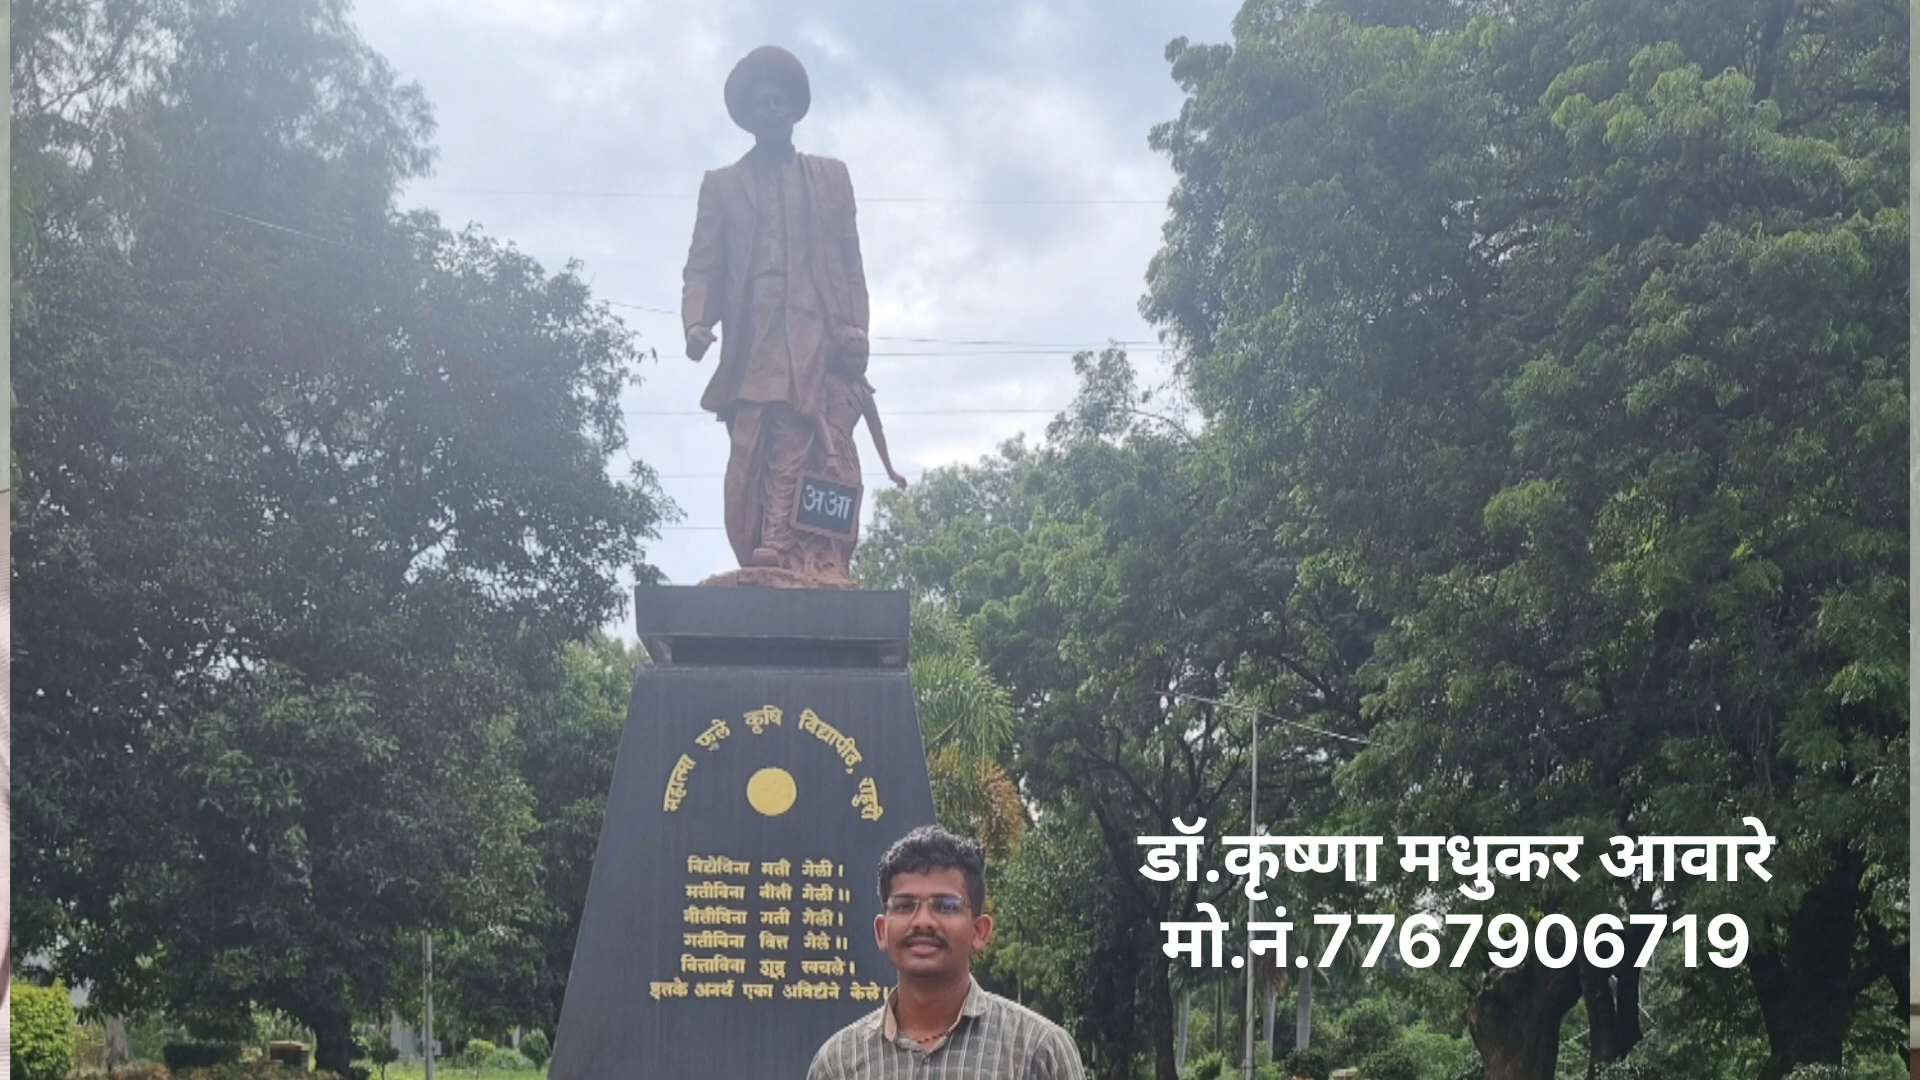 अआ
महात्मा फुले कृषि विद्यापीठ, राहुरी
विद्येविना मती गेली ।
मतीविना नीती गेली ॥
नीतीविना गती गेली ।
गतीविना वित्त गेले ॥
वित्ताविना शूद्र खचले ।
इतके अनर्थ एका अविद्येने केले ॥
डॉ.कृष्णा मधुकर आवारे
मो.नं.7767906719